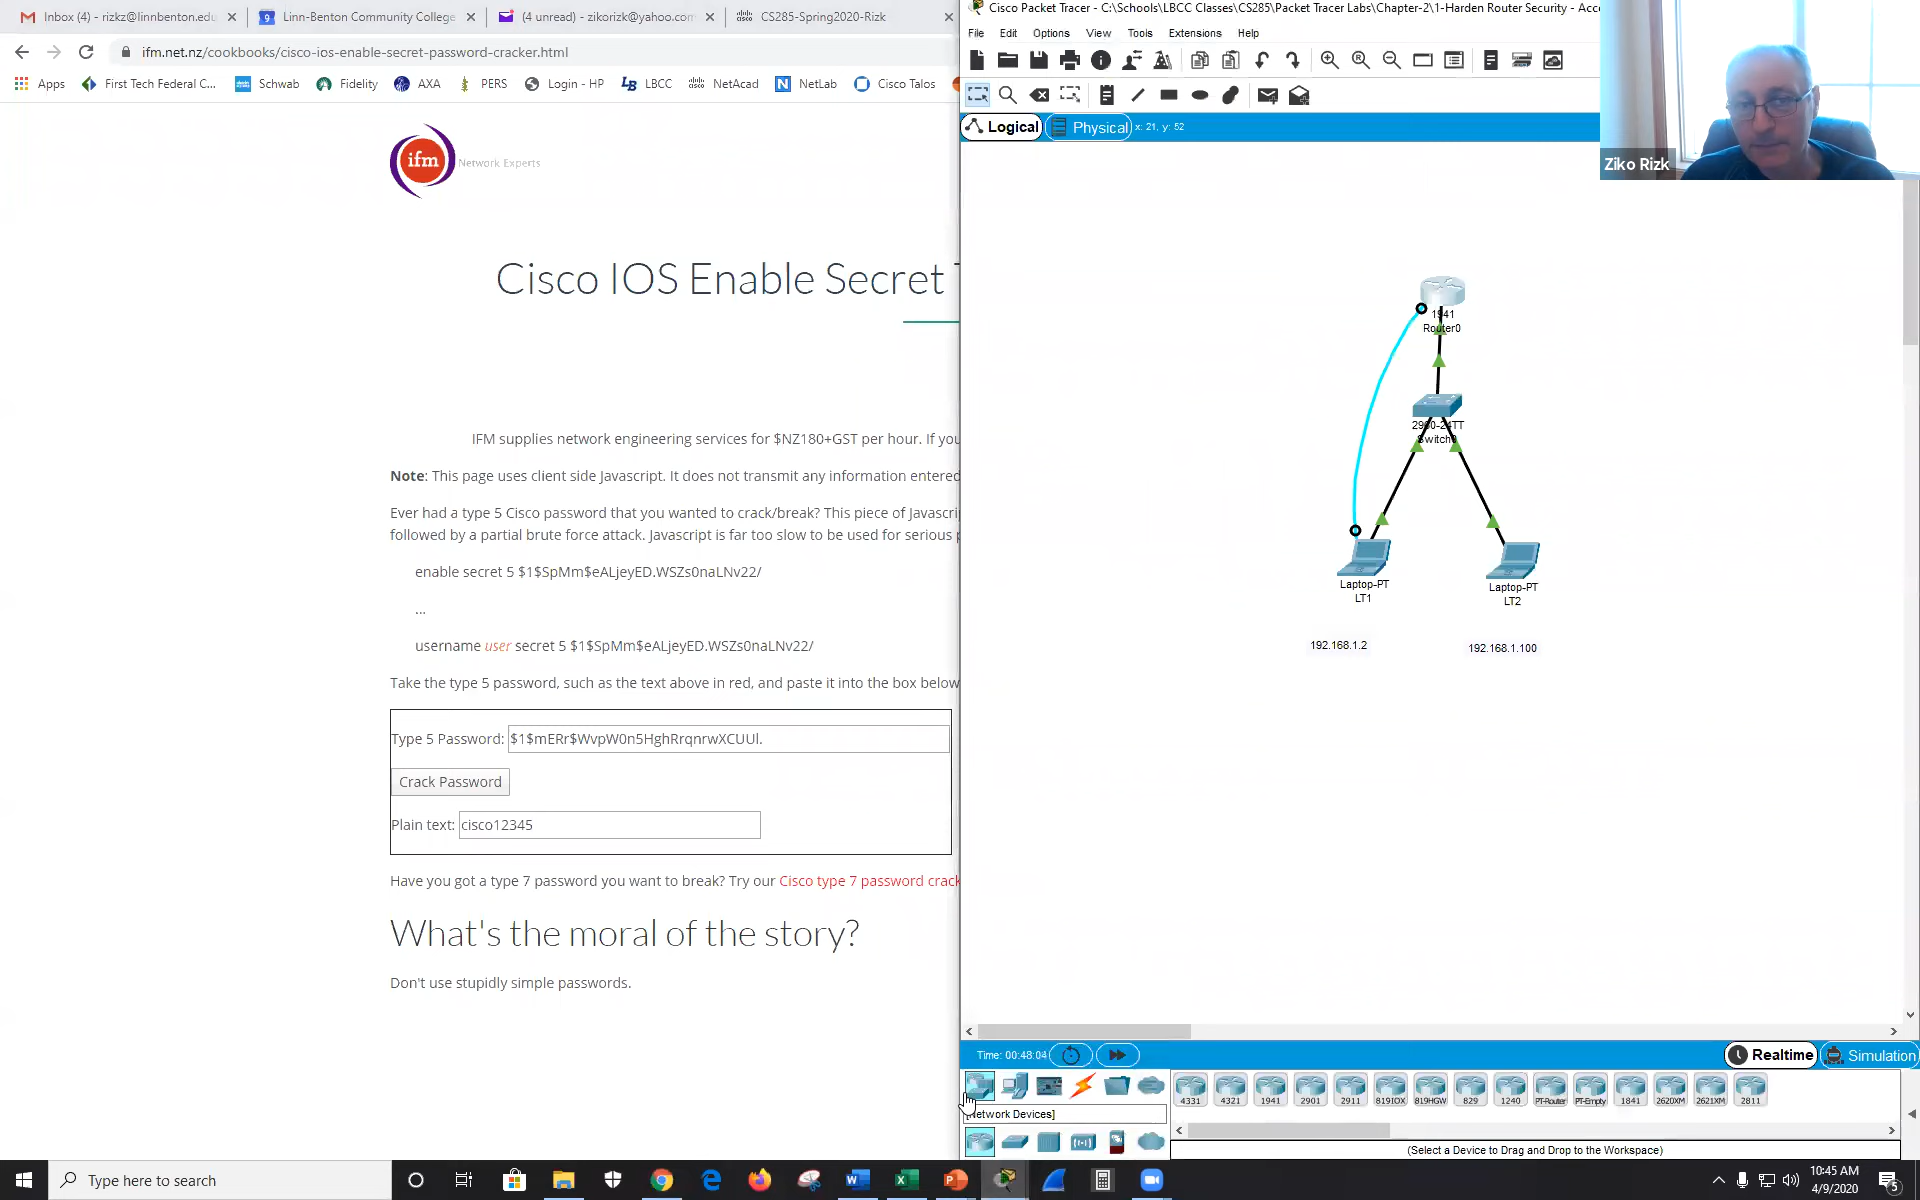 Inbox (4) - rizkz@linnbenton.edu
Linn-Benton Community College
(4 unread) - zikorizk@yahoo.com
CS285-Spring2020-Rizk
ifm.net.nz/cookbooks/cisco-ios-enable-secret-password-cracker.html
Apps
First Tech Federal C...
Schwab
Fidelity
AXA
PERS
Login - HP
LBCC
NetAcad
NetLab
Cisco Talos
ifm
Network Experts
Cisco IOS Enable Secret
IFM supplies network engineering services for $NZ180+GST per hour. If you
Note: This page uses client side Javascript. It does not transmit any information entered
Ever had a type 5 Cisco password that you wanted to crack/break? This piece of Javascrip
followed by a partial brute force attack. Javascript is far too slow to be used for serious p
enable secret 5 $1$SpMm$eALjeyED.WSZs0naLNv22/
...
username user secret 5 $1$SpMm$eALjeyED.WSZs0naLNv22/
Take the type 5 password, such as the text above in red, and paste it into the box below
Type 5 Password: $1$mERr$WvpW0n5HghRrqnrwXCUUl.
Crack Password
Plain text: cisco12345
Have you got a type 7 password you want to break? Try our Cisco type 7 password crack
What's the moral of the story?
Don't use stupidly simple passwords.
Cisco Packet Tracer - C:\Schools\LBCC Classes\CS285\Packet Tracer Labs\Chapter-2\1-Harden Router Security - Acce
File Edit Options View Tools Extensions Help
Logical
Physical
x: 21, y: 52
Ziko Rizk
1941
Router0
2960-24TT
Switch0
Laptop-PT
LT1
Laptop-PT
LT2
192.168.1.2
192.168.1.100
Time: 00:48:04
Realtime
Simulation
4331 4321 1941 2901 2911 819IOX 819HGW 829 1240 PT-Router PT-Empty 1841 2620XM 2621XM 2811
[Network Devices]
(Select a Device to Drag and Drop to the Workspace)
Type here to search
10:45 AM
4/9/2020
5